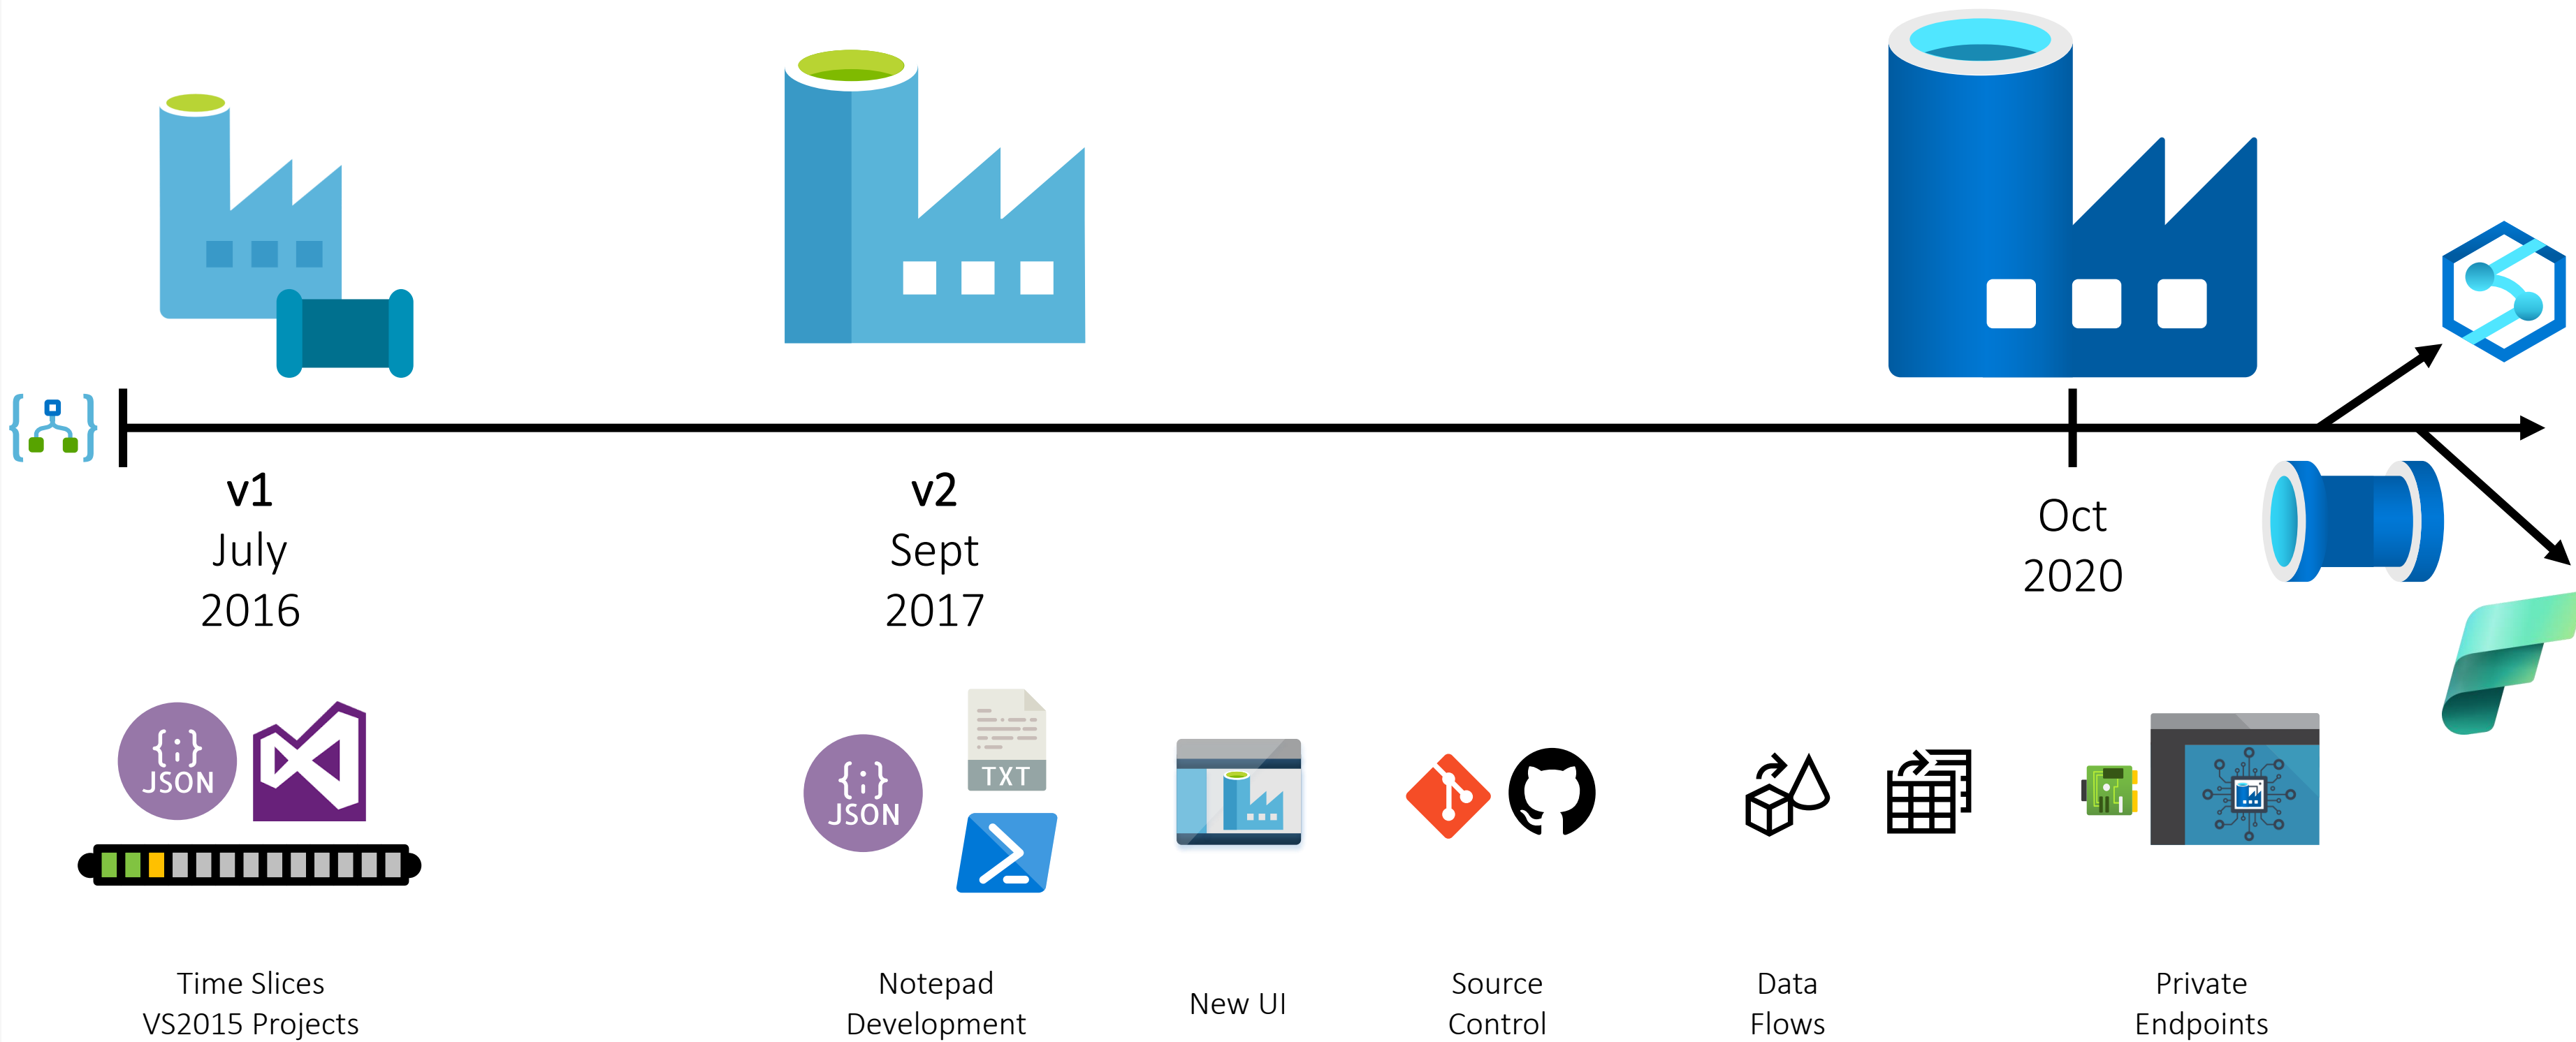 v1
July
2016
v2
Sept
2017
Oct
2020
{;}
JSON
{;}
JSON
TXT
Time Slices
VS2015 Projects
Notepad
Development
New UI
Source
Control
Data
Flows
Private
Endpoints